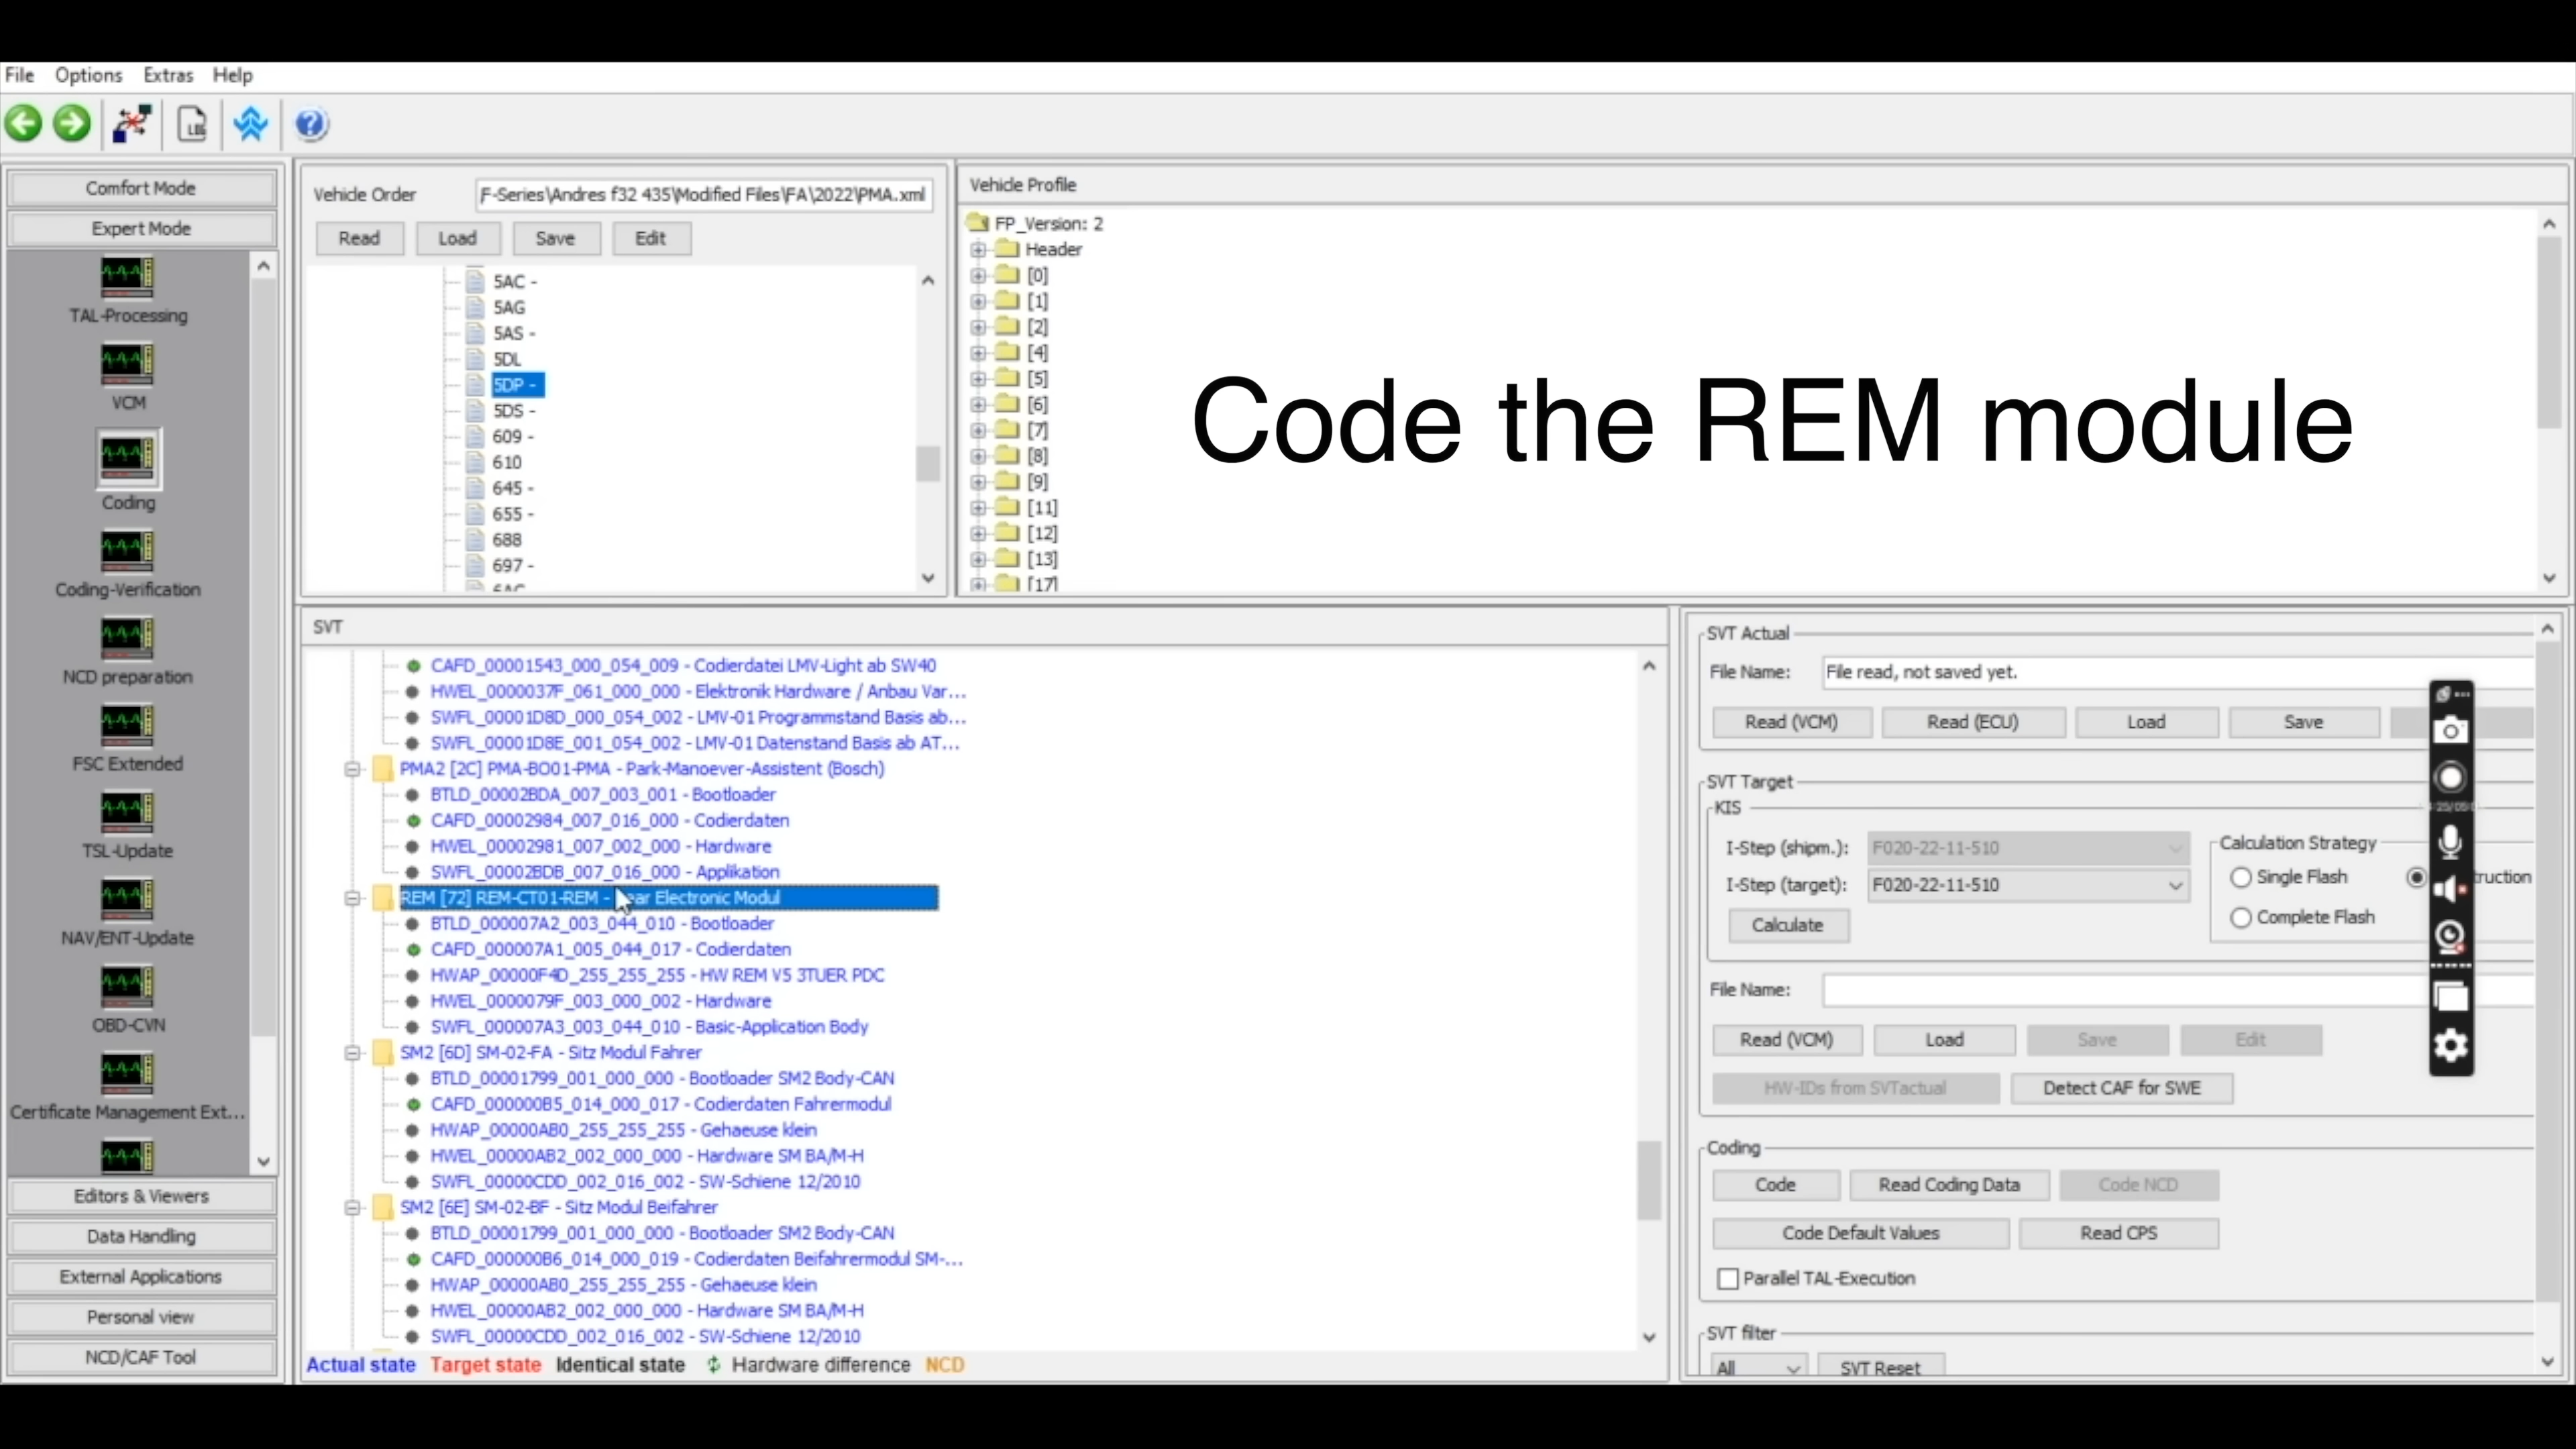 File Options Extras Help
Comfort Mode
Expert Mode
TAL-Processing
VCM
Coding
Coding-Verification
NCD preparation
FSC Extended
TSL-Update
NAV/ENT-Update
OBD-CVN
Certificate Management Ext...
Editors & Viewers
Data Handling
External Applications
Personal view
NCD/CAF Tool
Vehicle Order
F-Series\Andres f32 435\Modified Files\FA\2022\PMA.xml
Read Load Save Edit
5AC -
5AG
5AS -
5DL
5DP -
5DS -
609 -
610
645 -
655 -
688
697 -
Vehicle Profile
FP_Version: 2
Header
[0]
[1]
[2]
[4]
[5]
[6]
[7]
[8]
[9]
[11]
[12]
[13]
[17]
Code the REM module
SVT
CAFD_00001543_000_054_009 - Codierdatei LMV-Light ab SW40
HWEL_0000037F_061_000_000 - Elektronik Hardware / Anbau Var...
SWFL_00001D8D_000_054_002 - LMV-01 Programmstand Basis ab...
SWFL_00001D8E_001_054_002 - LMV-01 Datenstand Basis ab AT...
PMA2 [2C] PMA-BO01-PMA - Park-Manoever-Assistent (Bosch)
BTLD_00002BDA_007_003_001 - Bootloader
CAFD_00002984_007_016_000 - Codierdaten
HWEL_00002981_007_002_000 - Hardware
SWFL_00002BDB_007_016_000 - Applikation
REM [72] REM-CT01-REM - ear Electronic Modul
BTLD_000007A2_003_044_010 - Bootloader
CAFD_000007A1_005_044_017 - Codierdaten
HWAP_00000F4D_255_255_255 - HW REM V5 3TUER PDC
HWEL_0000079F_003_000_002 - Hardware
SWFL_000007A3_003_044_010 - Basic-Application Body
SM2 [6D] SM-02-FA - Sitz Modul Fahrer
BTLD_00001799_001_000_000 - Bootloader SM2 Body-CAN
CAFD_000000B5_014_000_017 - Codierdaten Fahrermodul
HWAP_00000AB0_255_255_255 - Gehaeuse klein
HWEL_00000AB2_002_000_000 - Hardware SM BA/M-H
SWFL_00000CDD_002_016_002 - SW-Schiene 12/2010
SM2 [6E] SM-02-BF - Sitz Modul Beifahrer
BTLD_00001799_001_000_000 - Bootloader SM2 Body-CAN
CAFD_000000B6_014_000_019 - Codierdaten Beifahrermodul SM-...
HWAP_00000AB0_255_255_255 - Gehaeuse klein
HWEL_00000AB2_002_000_000 - Hardware SM BA/M-H
SWFL_00000CDD_002_016_002 - SW-Schiene 12/2010
Actual state Target state Identical state Hardware difference NCD
SVT Actual
File Name: File read, not saved yet.
Read (VCM) Read (ECU) Load Save
SVT Target
KIS
I-Step (shipm.): F020-22-11-510
I-Step (target): F020-22-11-510
Calculate
Calculation Strategy
Single Flash ruction
Complete Flash
File Name:
Read (VCM) Load Save Edit
HW-IDs from SVTactual Detect CAF for SWE
Coding
Code Read Coding Data Code NCD
Code Default Values Read CPS
Parallel TAL-Execution
SVT filter
All SVT Reset